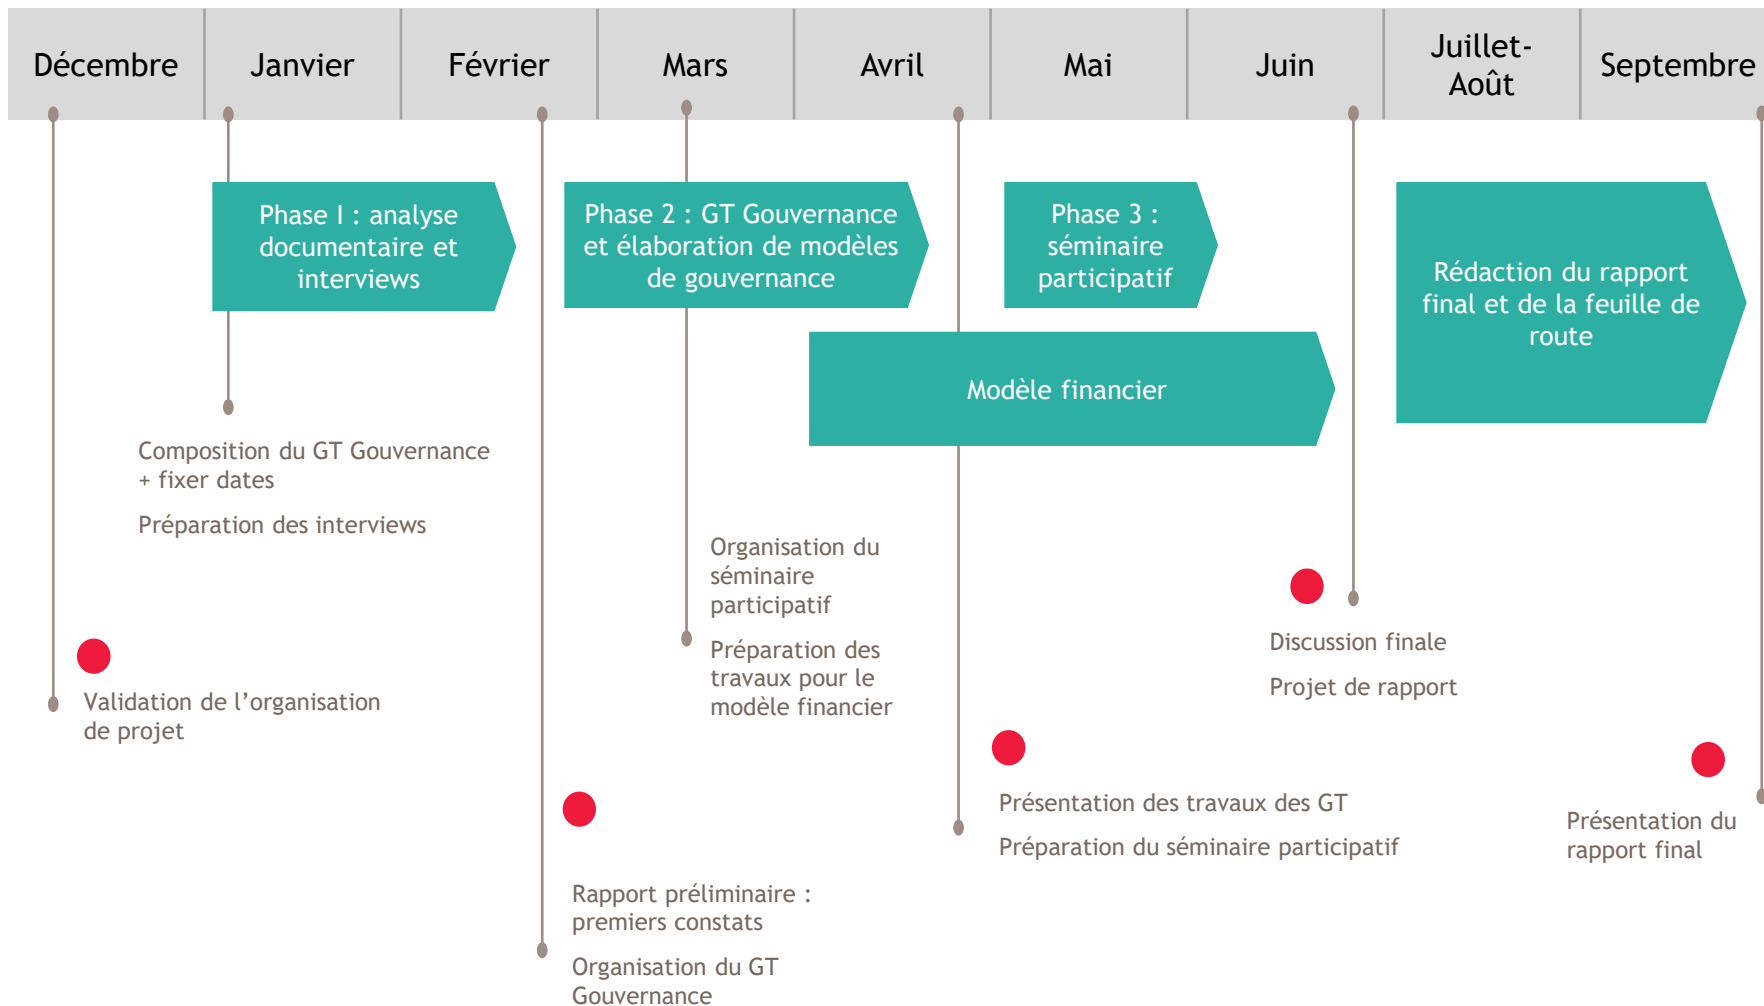 Décembre
Janvier
Février
Mars
Avril
Mai
Juin
Juillet-
Août
Septembre
Phase I : analyse
documentaire et
interviews
Phase 2 : GT Gouvernance
et élaboration de modèles
de gouvernance
Phase 3 :
séminaire
participatif
Rédaction du rapport
final et de la feuille de
route
Modèle financier
Composition du GT Gouvernance
+ fixer dates
Préparation des interviews
Organisation du
séminaire
participatif
Préparation des
travaux pour le
modèle financier
Discussion finale
Projet de rapport
Validation de l’organisation
de projet
Présentation des travaux des GT
Préparation du séminaire participatif
Présentation du
rapport final
Rapport préliminaire :
premiers constats
Organisation du GT
Gouvernance